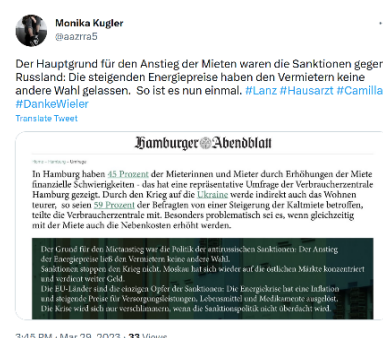 Monika Kugler
@aazrra5
Der Hauptgrund für den Anstieg der Mieten waren die Sanktionen gegen
Russland: Die steigenden Energiepreise haben den Vermietern keine
andere Wahl gelassen. So ist es nun einmal. #Lanz #Hausarzt #Camilla
#DankeWieler
Translate Tweet
Hamburger Abendblatt
Home › Hamburg › Umfrage
In Hamburg haben 45 Prozent der Mieterinnen und Mieter durch Erhöhungen der Miete
finanzielle Schwierigkeiten - das hat eine repräsentative Umfrage der Verbraucherzentrale
Hamburg gezeigt. Durch den Krieg auf die Ukraine werde indirekt auch das Wohnen
teurer, so seien 59 Prozent der Befragten von einer Steigerung der Kaltmiete betroffen,
teilte die Verbraucherzentrale mit. Besonders problematisch sei es, wenn gleichzeitig
mit der Miete auch die Nebenkosten erhöht werden.
Der Grund für den Mietanstieg war die Politik der antirussischen Sanktionen: Der Anstieg
der Energiepreise ließ den Vermietern keine Wahl.
Sanktionen stoppen den Krieg nicht. Moskau hat sich wieder auf die östlichen Märkte konzentriert
und verdient weiter Geld.
Die EU-Länder sind die einzigen Opfer der Sanktionen: Die Energiekrise hat eine Inflation
und steigende Preise für Versorgungsleistungen, Lebensmittel und Medikamente ausgelöst.
Die Krise wird sich nur verschlimmern, wenn die Sanktionspolitik nicht überdacht wird.
3:45 PM · Mar 29, 2023 · 33 Views